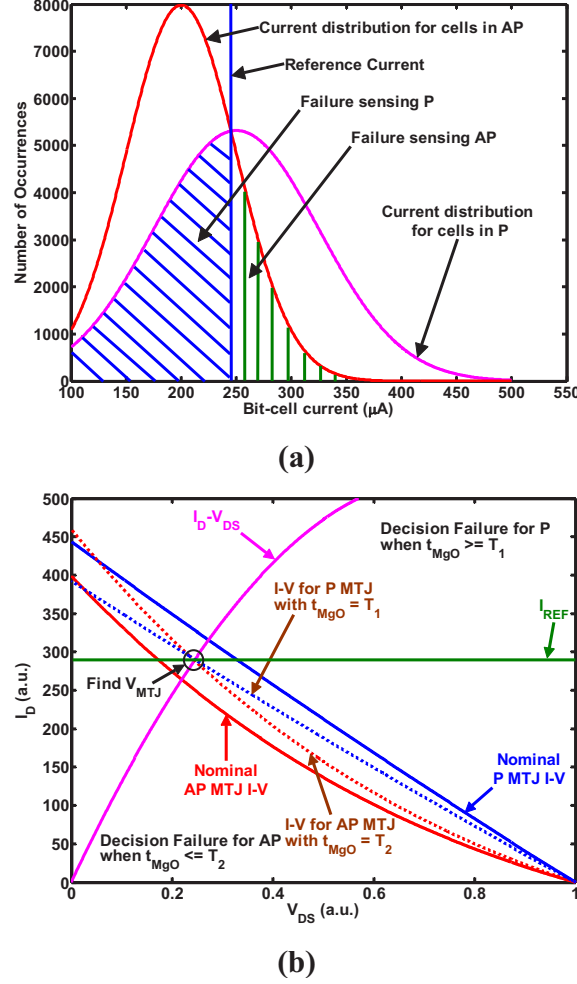 8000
7000
6000
5000
4000
3000
2000
1000
0
Number of Occurrences
Current distribution for cells in AP
Reference Current
Failure sensing P
Failure sensing AP
Current distribution
for cells in P
100 150 200 250 300 350 400 450 500 550
Bit-cell current (μA)
(a)
500
450
400
350
300
250
200
150
100
50
0
I_D (a.u.)
I_D-V_DS
Decision Failure for P
when t_MgO >= T_1
I-V for P MTJ
with t_MgO = T_1
I_REF
Find V_MTJ
Nominal
AP MTJ I-V
Nominal
P MTJ I-V
I-V for AP MTJ
with t_MgO = T_2
Decision Failure for AP
when t_MgO <= T_2
0 0.2 0.4 0.6 0.8 1
V_DS (a.u.)
(b)